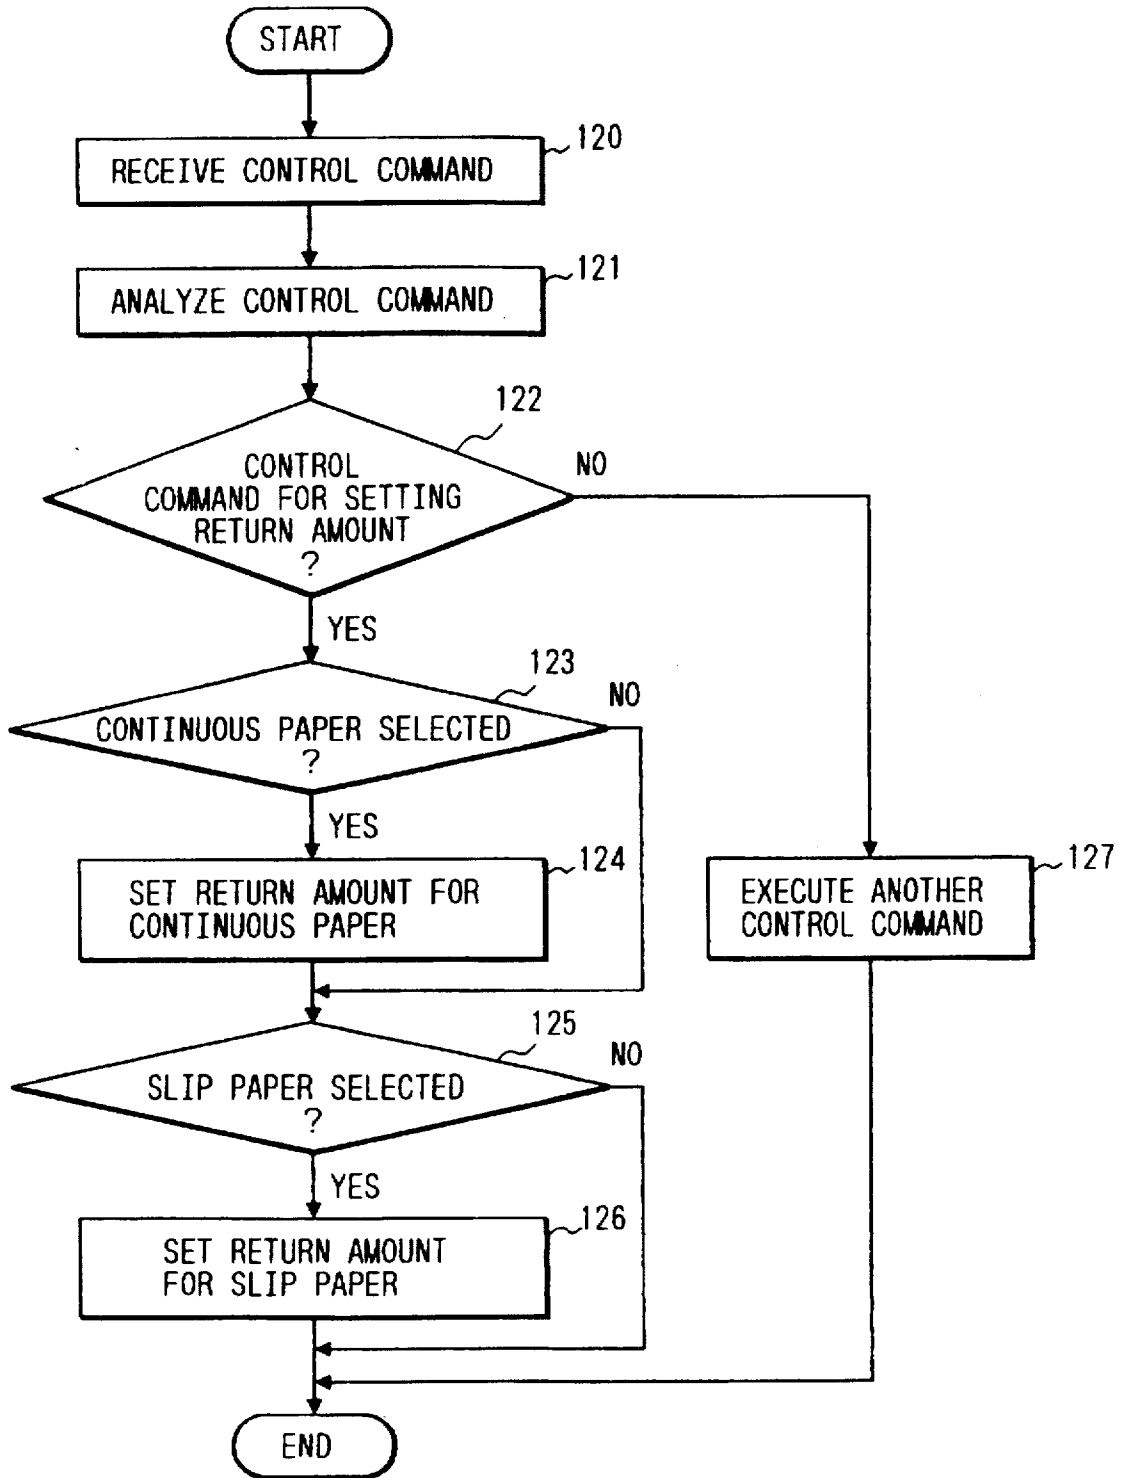 START
120
RECEIVE CONTROL COMMAND
121
ANALYZE CONTROL COMMAND
122
CONTROL
COMMAND FOR SETTING
RETURN AMOUNT
?
NO
YES
123
CONTINUOUS PAPER SELECTED
?
NO
YES
124
SET RETURN AMOUNT FOR
CONTINUOUS PAPER
127
EXECUTE ANOTHER
CONTROL COMMAND
125
SLIP PAPER SELECTED
?
NO
YES
126
SET RETURN AMOUNT
FOR SLIP PAPER
END